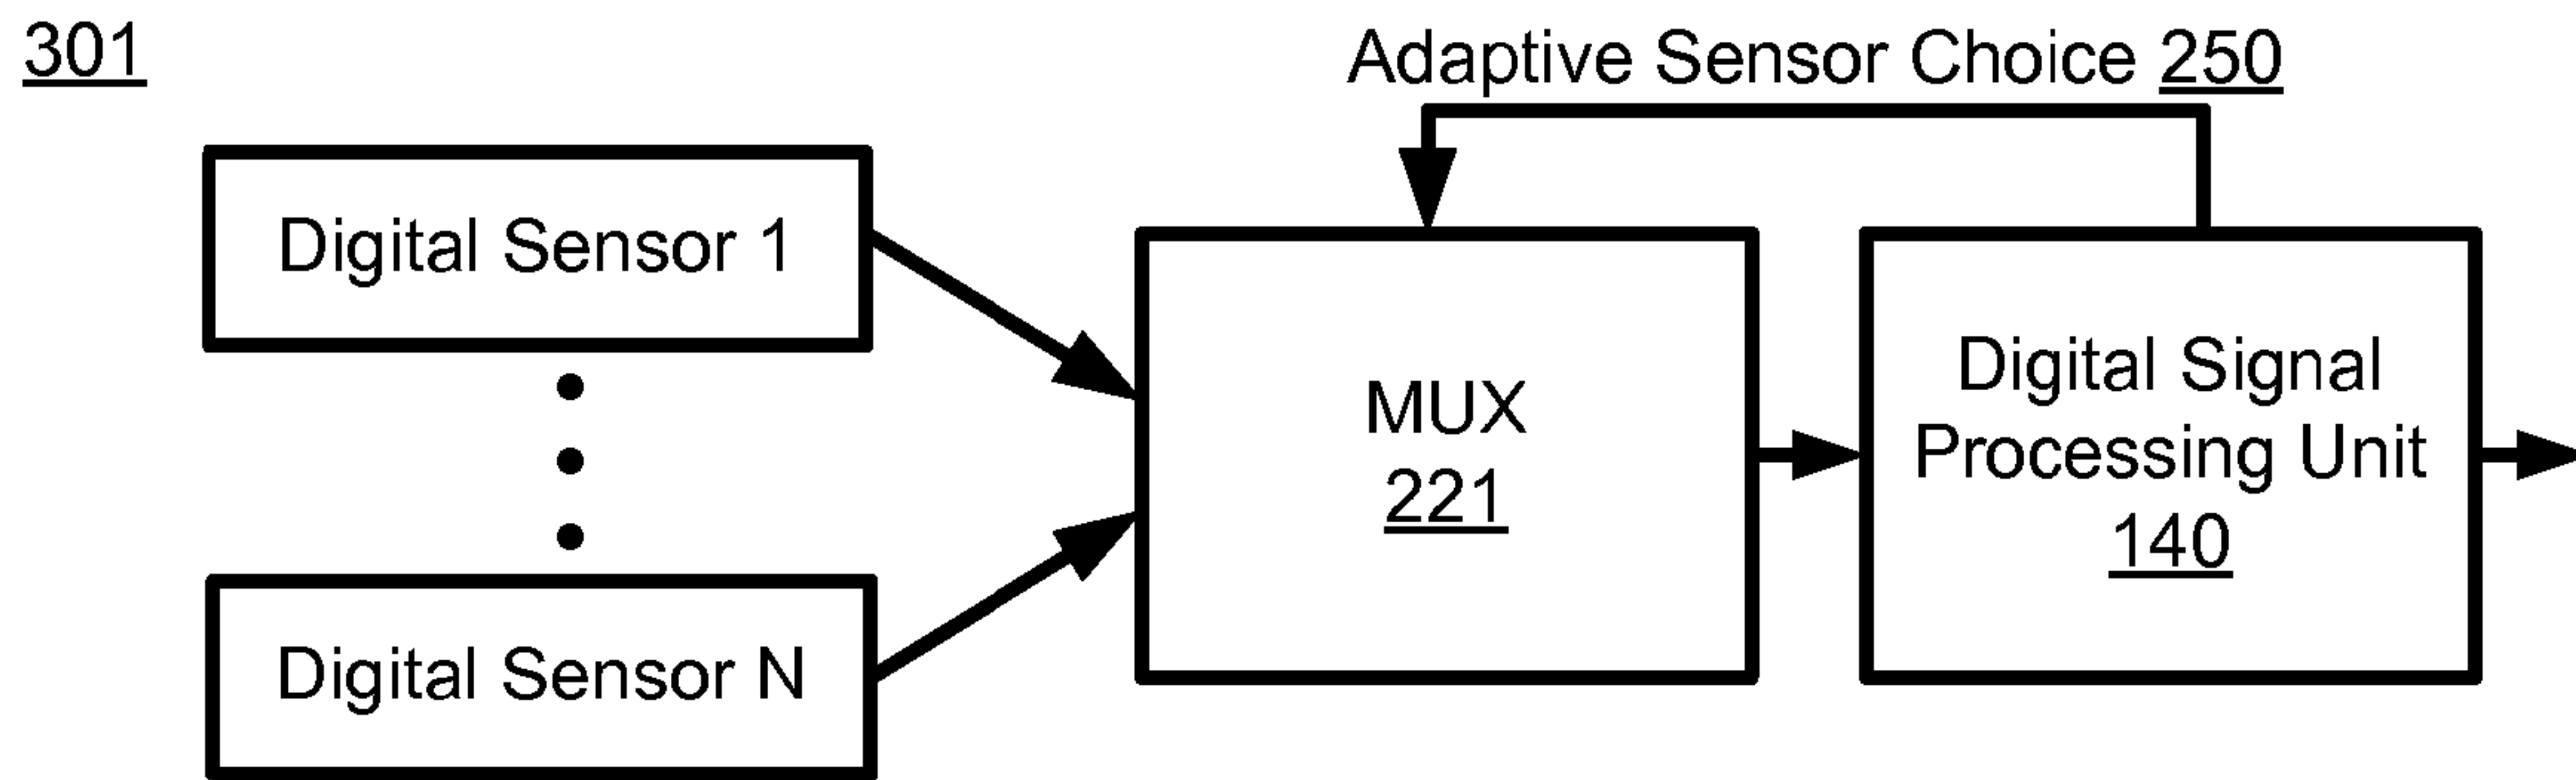 301
Adaptive Sensor Choice 250
Digital Sensor 1
MUX
221
Digital Signal
Processing Unit
140
Digital Sensor N